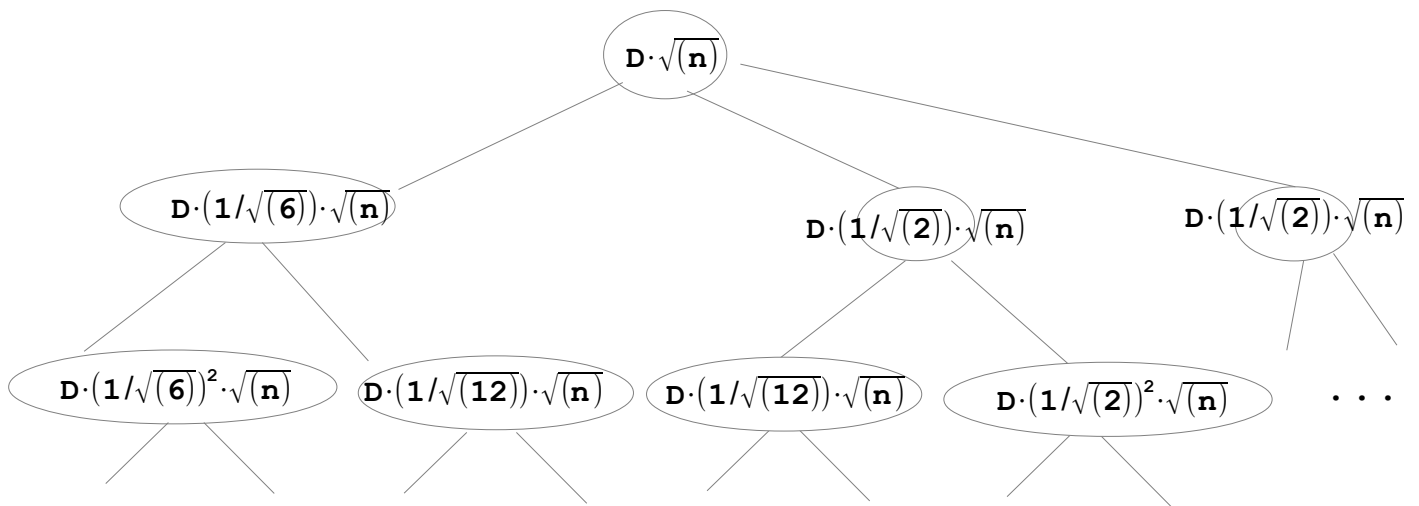 D·√(n)
D·(1/√(6))·√(n)
D·(1/√(2))·√(n)
D·(1/√(2))·√(n)
D·(1/√(6))²·√(n)
D·(1/√(12))·√(n)
D·(1/√(12))·√(n)
D·(1/√(2))²·√(n)
· · ·